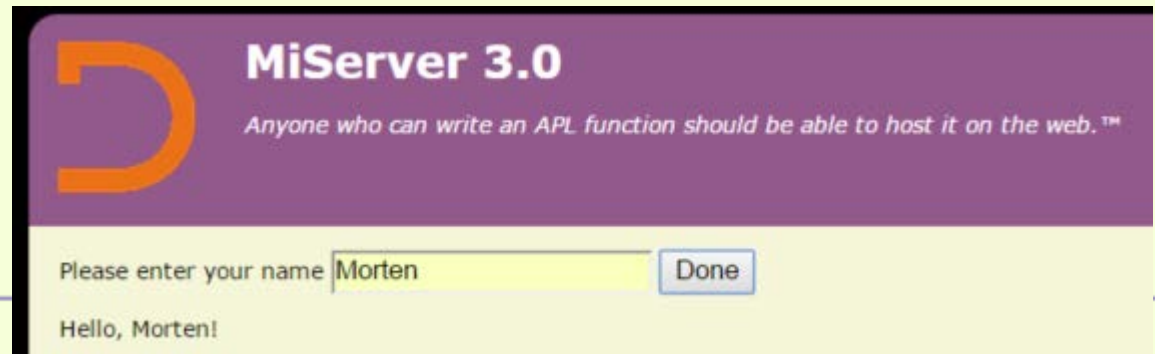 MiServer 3.0
Anyone who can write an APL function should be able to host it on the web.™
Please enter your name Morten Done
Hello, Morten!